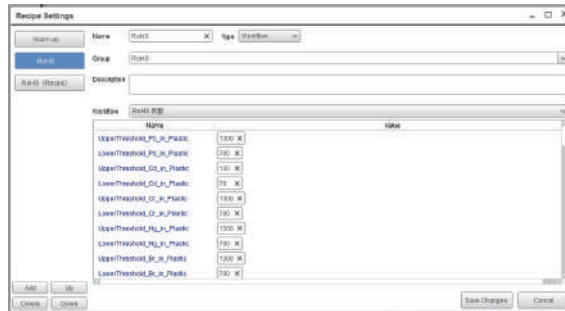 Recipe Settings
Warm up
Name RoHS Type Workflow
RoHS
Group RoHS
RoHS (Recalc)
Description
Workflow RoHS
Name Value
UpperThreshold_Pb_in_Plastic 1300
LowerThreshold_Pb_in_Plastic 700
UpperThreshold_Cd_in_Plastic 130
LowerThreshold_Cd_in_Plastic 70
UpperThreshold_Cr_in_Plastic 1300
LowerThreshold_Cr_in_Plastic 700
UpperThreshold_Hg_in_Plastic 1300
LowerThreshold_Hg_in_Plastic 700
UpperThreshold_Br_in_Plastic 1300
LowerThreshold_Br_in_Plastic 700
Add Up
Delete Down
Save Changes Cancel